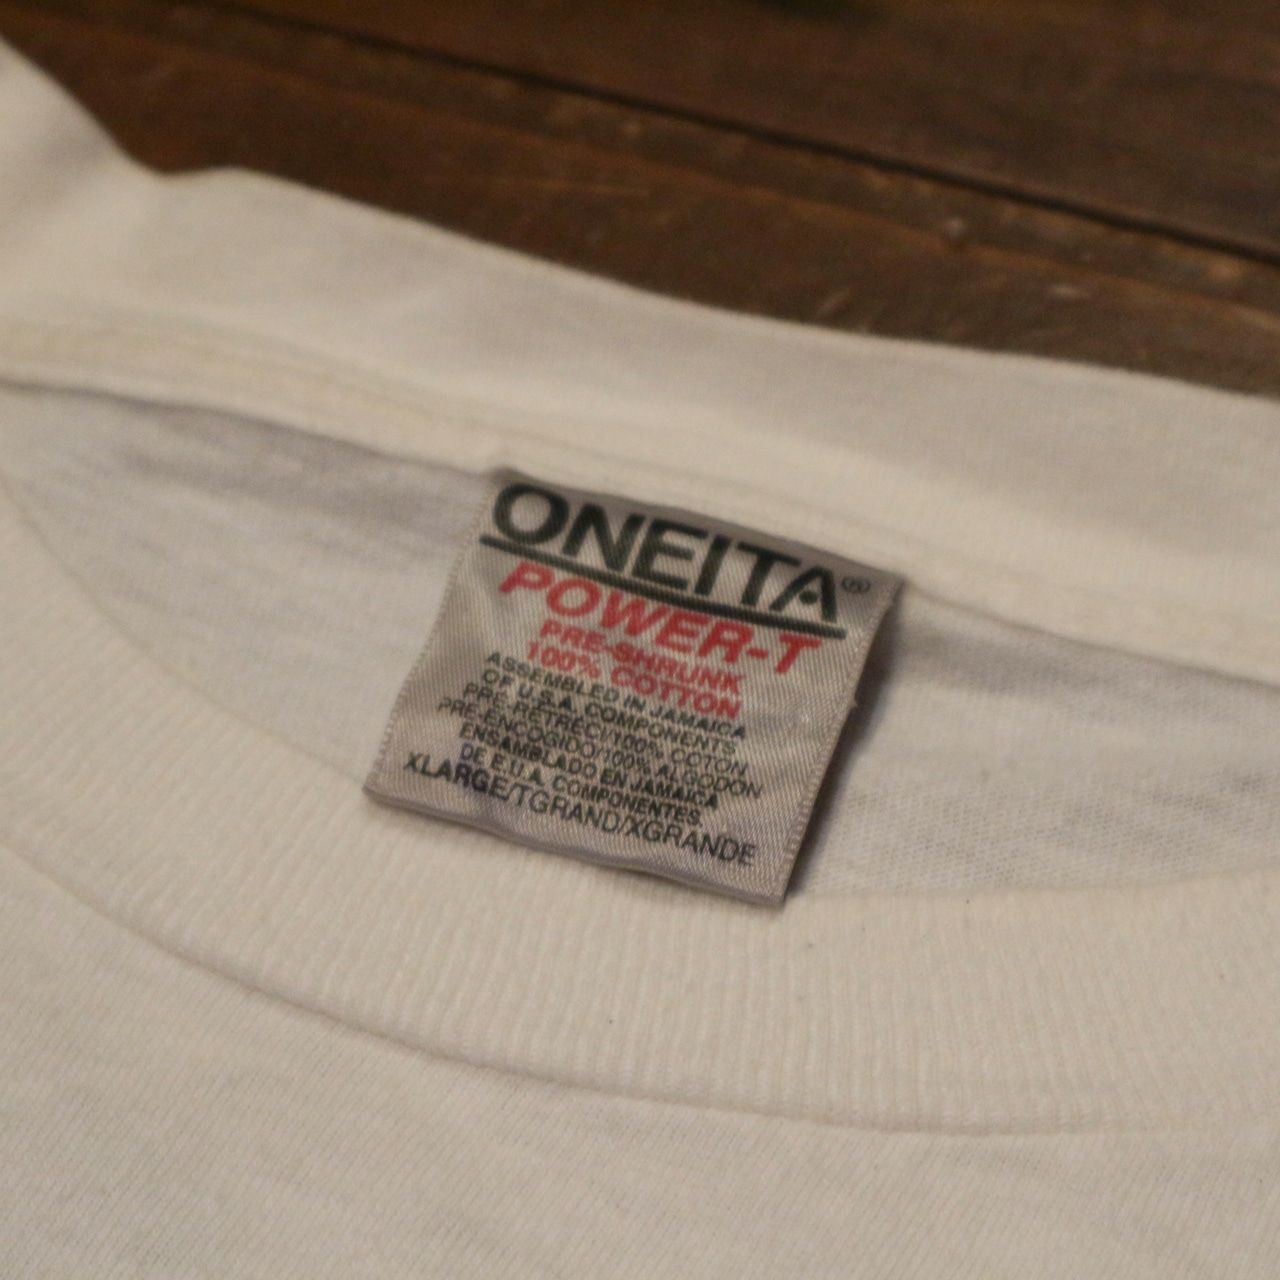 ONEITA®
POWER-T
PRE-SHRUNK
100% COTTON
ASSEMBLED IN JAMAICA
OF U.S.A. COMPONENTS
PRE-PETRECI/100% COTON
PRE-ENCOGIDO/100% ALGODON
ENSAMBLADO EN JAMAICA
DE E.U.A. COMPONENTES
XLARGE/TGRAND/XGRANDE